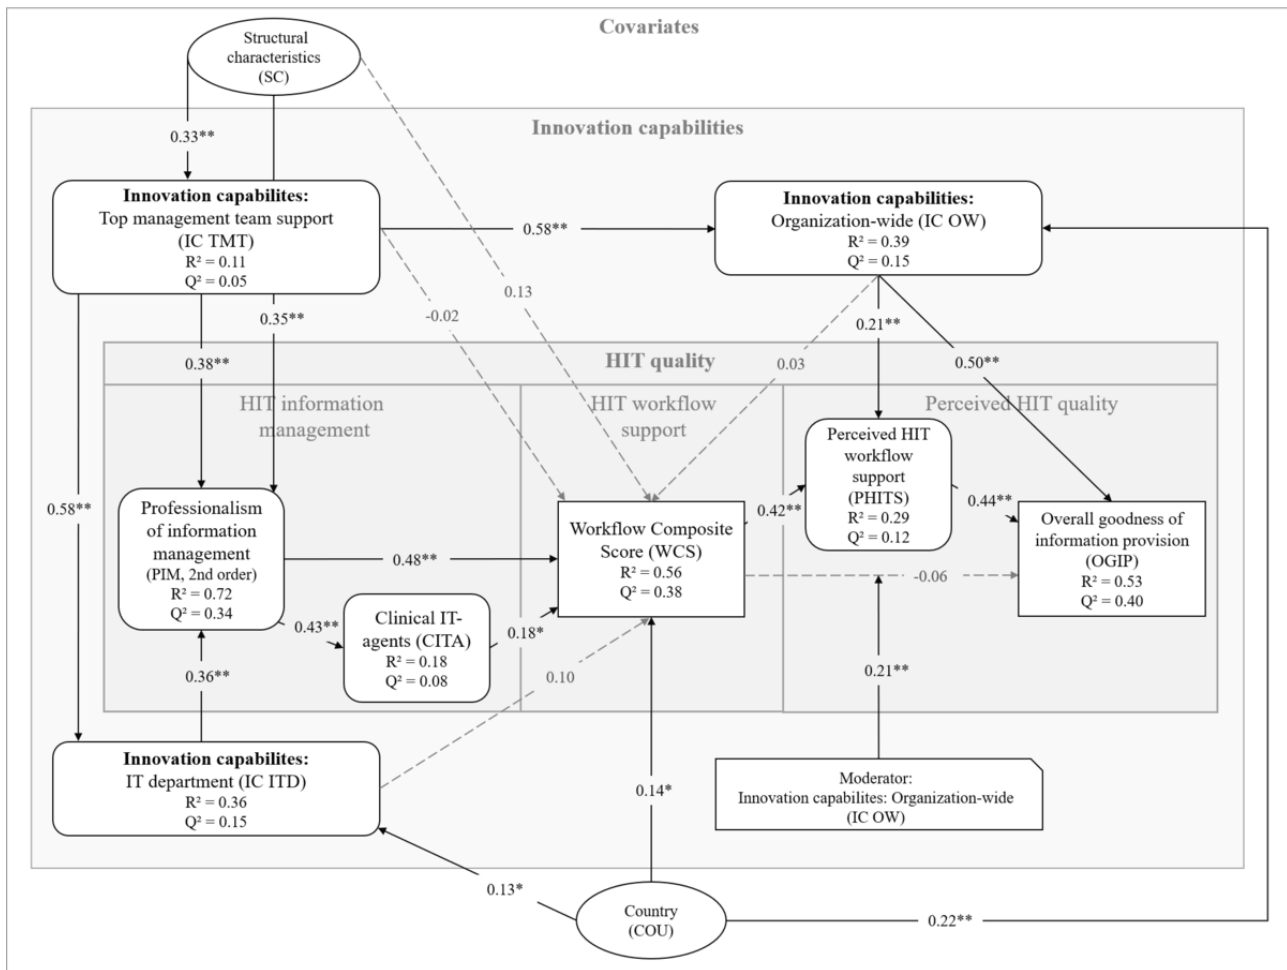 Covariates
Structural
characteristics
(SC)
0.33**
Innovation capabilities
Innovation capabilites:
Top management team support
(IC TMT)
R² = 0.11
Q² = 0.05
0.58**
Innovation capabilities:
Organization-wide (IC OW)
R² = 0.39
Q² = 0.15
0.13
-0.02
0.35**
0.21**
0.38**
0.03
0.50**
HIT quality
HIT information
management
HIT workflow
support
Perceived HIT quality
0.58**
Professionalism
of information
management
(PIM, 2nd order)
R² = 0.72
Q² = 0.34
0.48**
0.43**
Clinical IT-
agents (CITA)
R² = 0.18
Q² = 0.08
0.18*
Workflow Composite
Score (WCS)
R² = 0.56
Q² = 0.38
0.42**
Perceived HIT
workflow
support
(PHITS)
R² = 0.29
Q² = 0.12
0.44**
-0.06
Overall goodness of
information provision
(OGIP)
R² = 0.53
Q² = 0.40
0.36**
0.10
0.21**
Innovation capabilites:
IT department (IC ITD)
R² = 0.36
Q² = 0.15
0.14*
Moderator:
Innovation capabilites: Organization-wide
(IC OW)
0.13*
Country
(COU)
0.22**